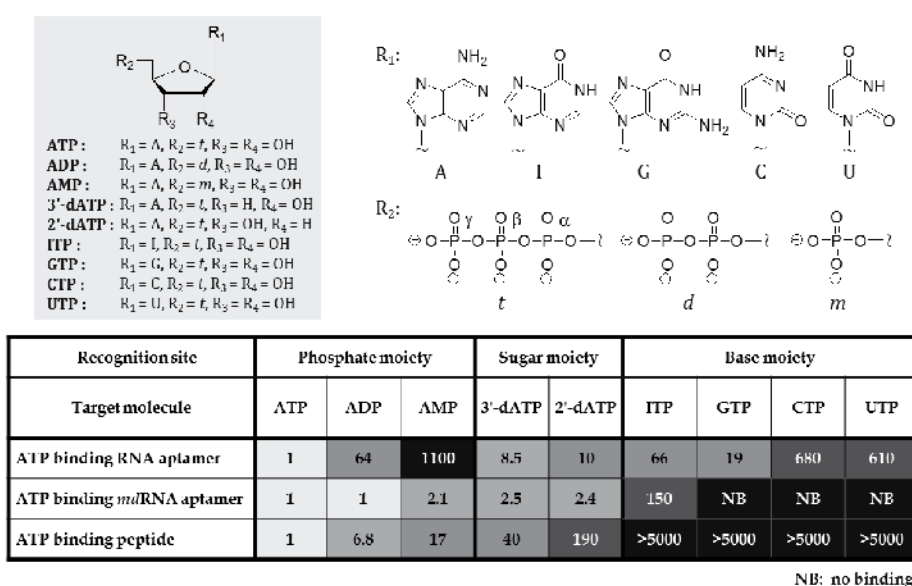 R1
R2
O
R3 R4
ATP : R1 = A, R2 = t, R3 = R4 = OH
ADP : R1 = A, R2 = d, R3 = R4 = OH
AMP : R1 = A, R2 = m, R3 = R4 = OH
3'-dATP : R1 = A, R2 = t, R3 = H, R4 = OH
2'-dATP : R1 = A, R2 = t, R3 = OH, R4 = H
ITP : R1 = I, R2 = t, R3 = R4 = OH
GTP : R1 = G, R2 = t, R3 = R4 = OH
CTP : R1 = C, R2 = t, R3 = R4 = OH
UTP : R1 = U, R2 = t, R3 = R4 = OH
R1:
NH2 O O NH2 O
N N N NH N NH N NH
N N N N N N NH2 N O N O
A I G C U
R2:
O γ O β O α O O O
⊖ O–P–O–P–O–P–O ⊖ O–P–O–P–O ⊖ O–P–O
O O O O O O
t d m
Recognition site Phosphate moiety Sugar moiety Base moiety
Target molecule ATP ADP AMP 3'-dATP 2'-dATP ITP GTP CTP UTP
ATP binding RNA aptamer 1 64 1100 8.5 10 66 19 680 610
ATP binding mdRNA aptamer 1 1 2.1 2.5 2.4 150 NB NB NB
ATP binding peptide 1 6.8 17 40 190 >5000 >5000 >5000 >5000
NB: no binding